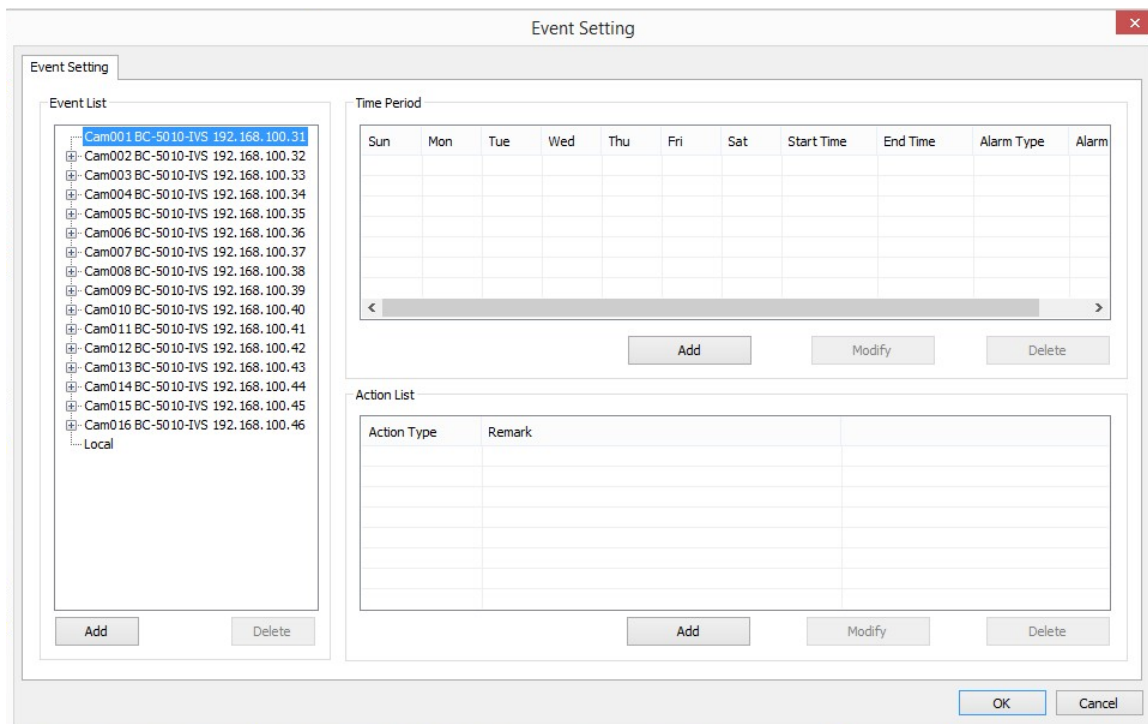 Event Setting
Event Setting
Event List
Cam001 BC-5010-IVS 192.168.100.31
Cam002 BC-5010-IVS 192.168.100.32
Cam003 BC-5010-IVS 192.168.100.33
Cam004 BC-5010-IVS 192.168.100.34
Cam005 BC-5010-IVS 192.168.100.35
Cam006 BC-5010-IVS 192.168.100.36
Cam007 BC-5010-IVS 192.168.100.37
Cam008 BC-5010-IVS 192.168.100.38
Cam009 BC-5010-IVS 192.168.100.39
Cam010 BC-5010-IVS 192.168.100.40
Cam011 BC-5010-IVS 192.168.100.41
Cam012 BC-5010-IVS 192.168.100.42
Cam013 BC-5010-IVS 192.168.100.43
Cam014 BC-5010-IVS 192.168.100.44
Cam015 BC-5010-IVS 192.168.100.45
Cam016 BC-5010-IVS 192.168.100.46
Local
Add Delete
Time Period
Sun Mon Tue Wed Thu Fri Sat Start Time End Time Alarm Type Alarm
Add Modify Delete
Action List
Action Type Remark
Add Modify Delete
OK Cancel